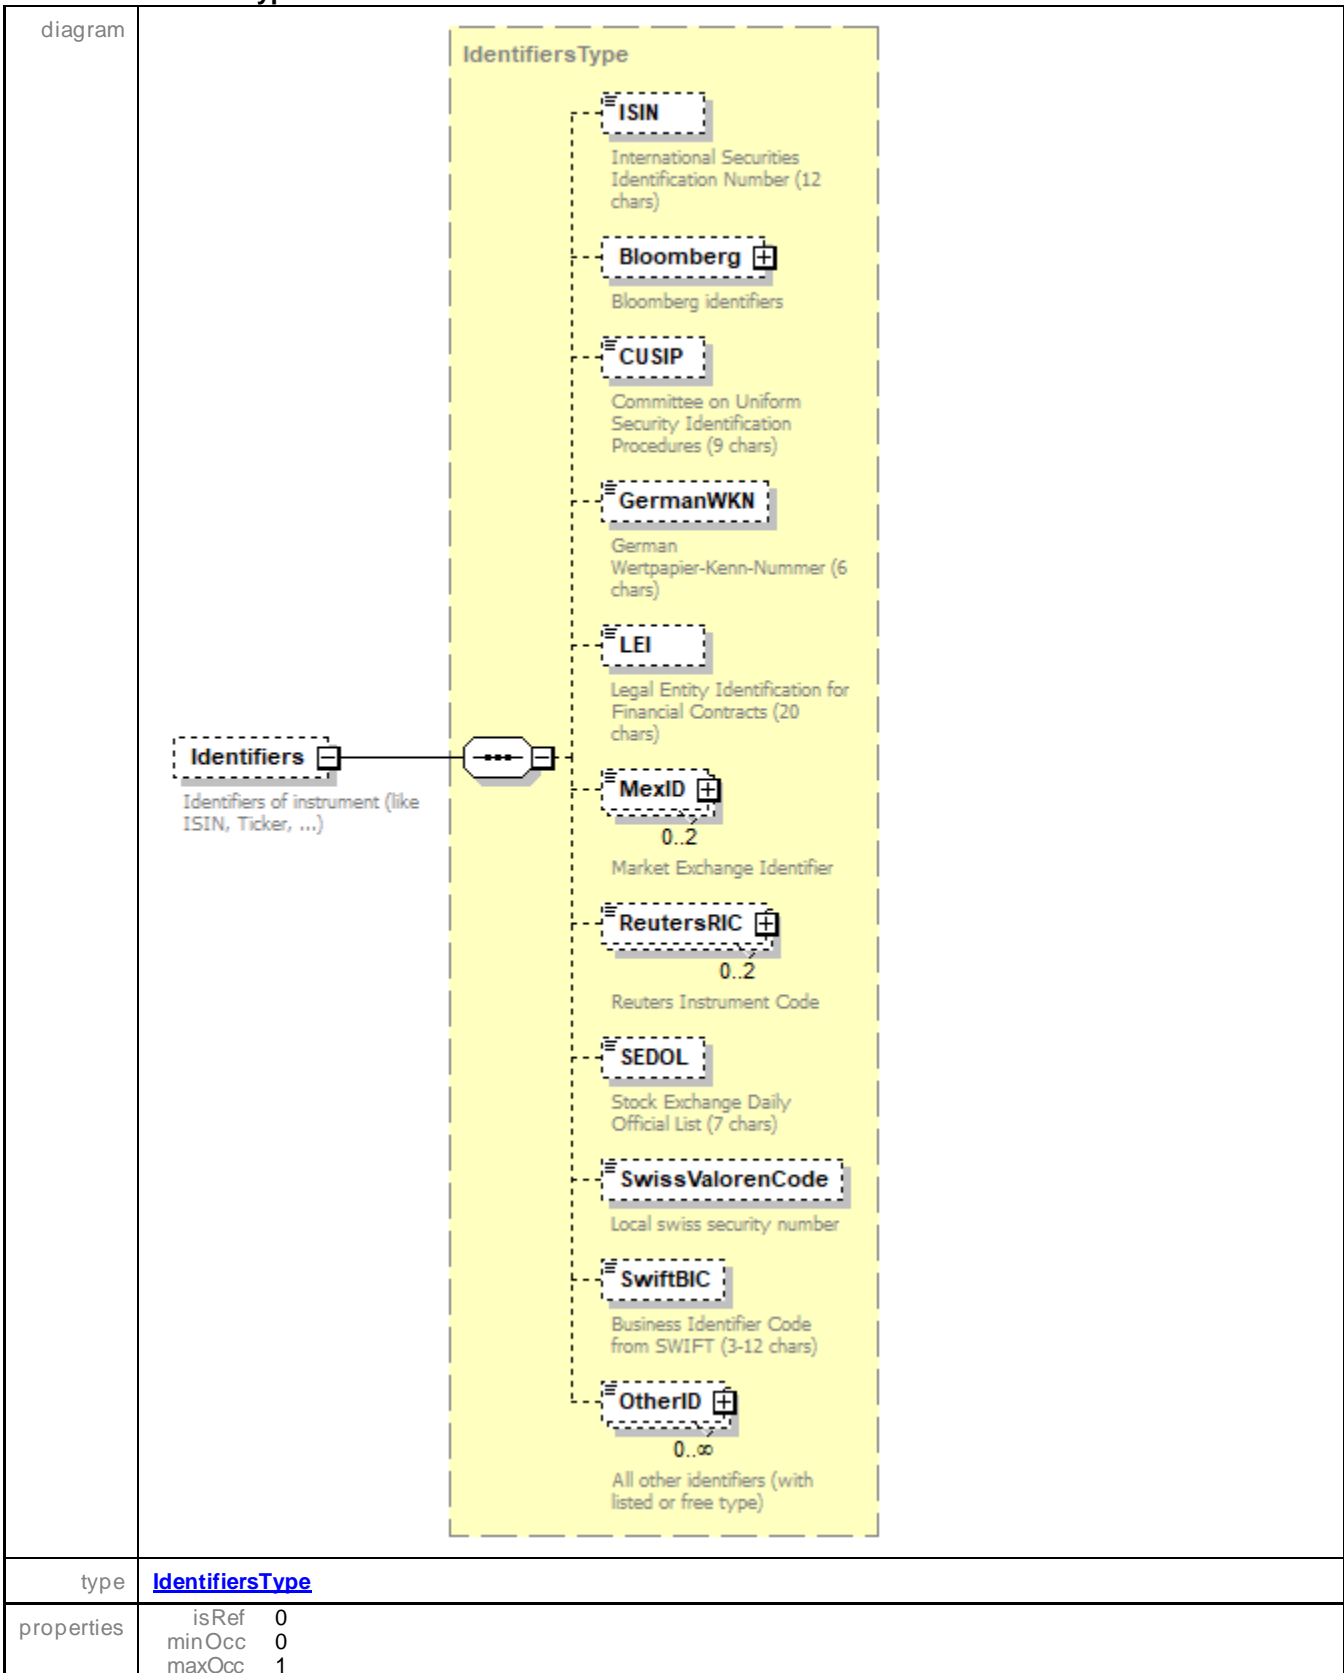 diagram
IdentifiersType
ISIN
International Securities
Identification Number (12
chars)
Bloomberg
Bloomberg identifiers
CUSIP
Committee on Uniform
Security Identification
Procedures (9 chars)
GermanWKN
German
Wertpapier-Kenn-Nummer (6
chars)
LEI
Legal Entity Identification for
Financial Contracts (20
chars)
Identifiers
Identifiers of instrument (like
ISIN, Ticker, ...)
MexID
0..2
Market Exchange Identifier
ReutersRIC
0..2
Reuters Instrument Code
SEDOL
Stock Exchange Daily
Official List (7 chars)
SwissValorenCode
Local swiss security number
SwiftBIC
Business Identifier Code
from SWIFT (3-12 chars)
OtherID
0..∞
All other identifiers (with
listed or free type)
type IdentifiersType
properties
isRef 0
minOcc 0
maxOcc 1